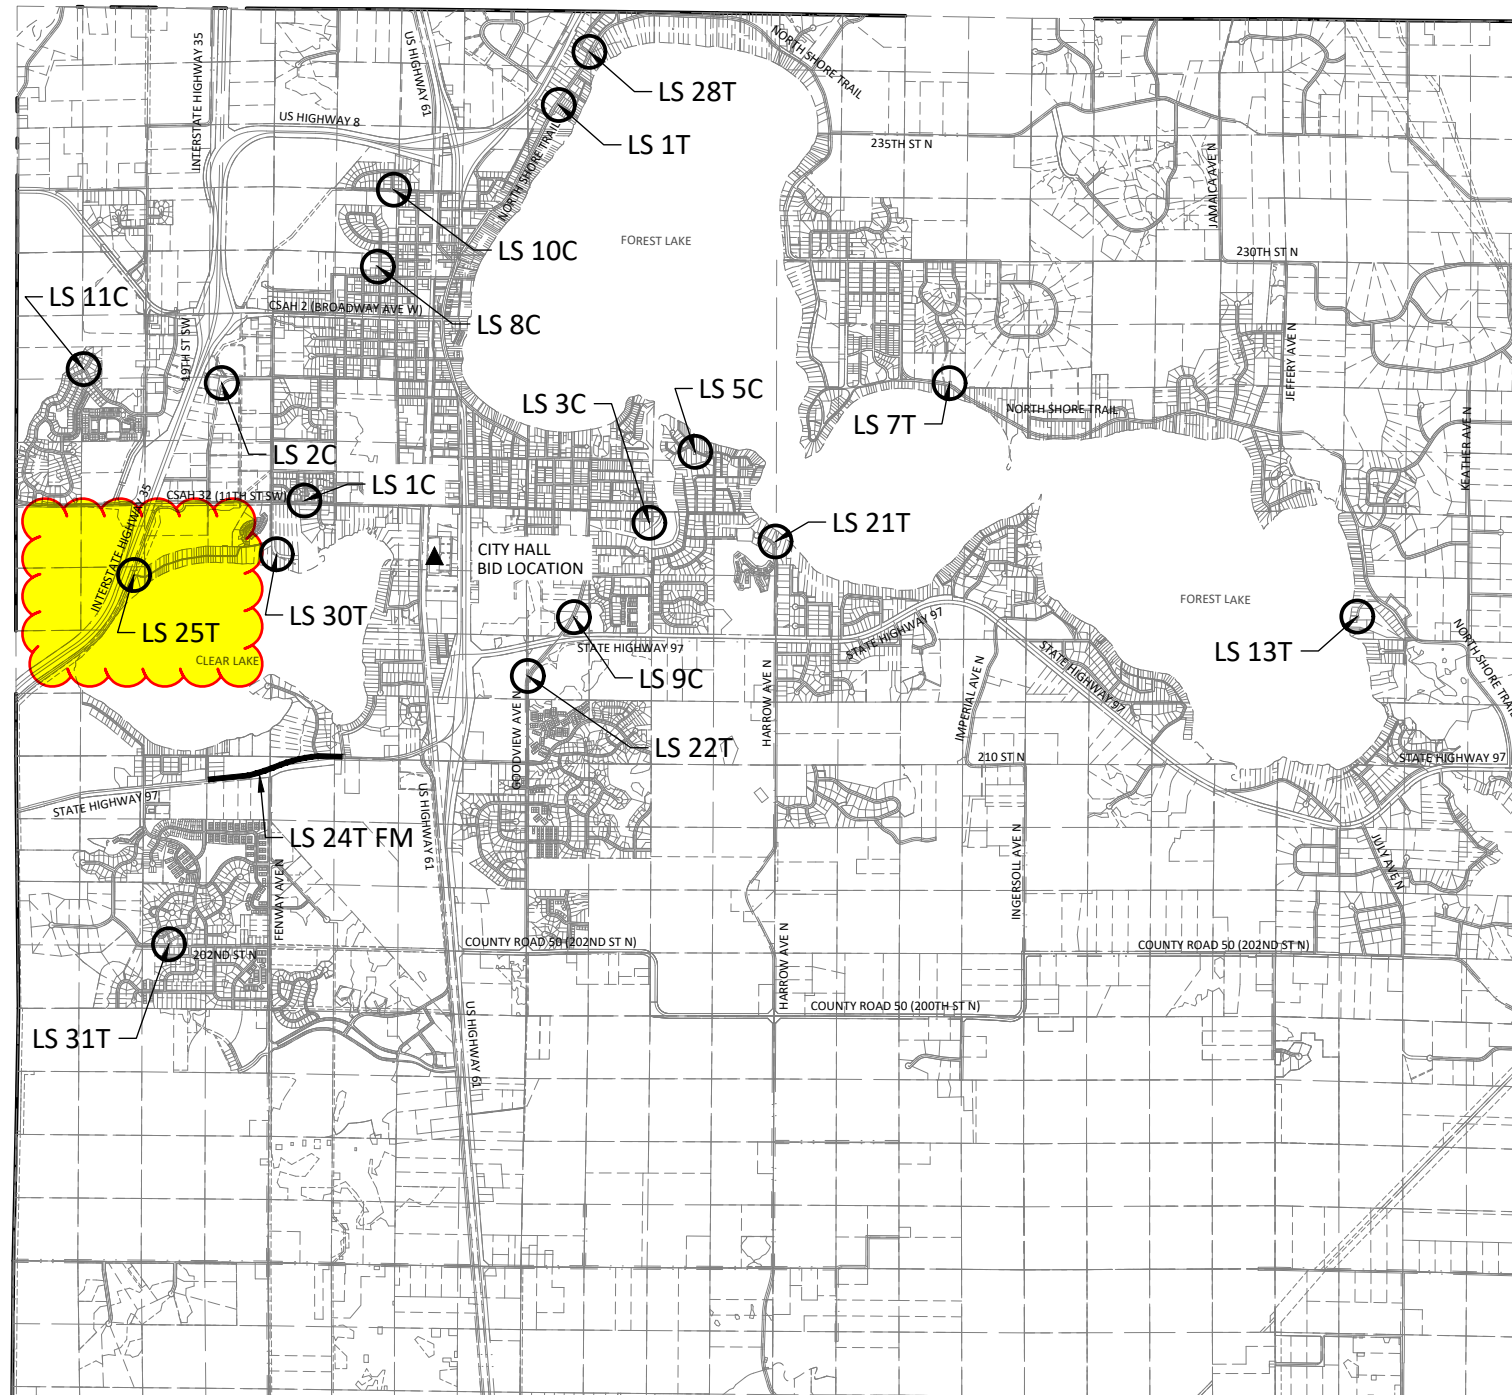 INTERSTATE HIGHWAY 35
US HIGHWAY 61
NORTH SHORE TRAIL
LS 28T
US HIGHWAY 8
LS 1T
235TH ST N
NORTH SHORE TRAIL
JAMAICA AVE N
LS 10C
FOREST LAKE
230TH ST N
LS 11C
CSAH 2 (BROADWAY AVE W)
LS 8C
19TH ST SW
JEFFERY AVE N
LS 3C
LS 5C
LS 7T
NORTH SHORE TRAIL
KEATHER AVE N
LS 2C
LS 1C
CSAH 32 (11TH ST SW)
INTERSTATE HIGHWAY 35
LS 21T
CITY HALL
BID LOCATION
LS 30T
LS 25T
CLEAR LAKE
FOREST LAKE
STATE HIGHWAY 97
STATE HIGHWAY 97
LS 13T
LS 9C
NORTH SHORE TRAIL
STATE HIGHWAY 97
IMPERIAL AVE N
HARROW AVE N
GOODVIEW AVE N
LS 22T
210 ST N
STATE HIGHWAY 97
STATE HIGHWAY 97
US HIGHWAY 61
LS 24T FM
JULY AVE N
INGERSOLL AVE N
FENWAY AVE N
COUNTY ROAD 50 (202ND ST N)
COUNTY ROAD 50 (202ND ST N)
202ND ST N
HARROW AVE N
COUNTY ROAD 50 (200TH ST N)
LS 31T
US HIGHWAY 61